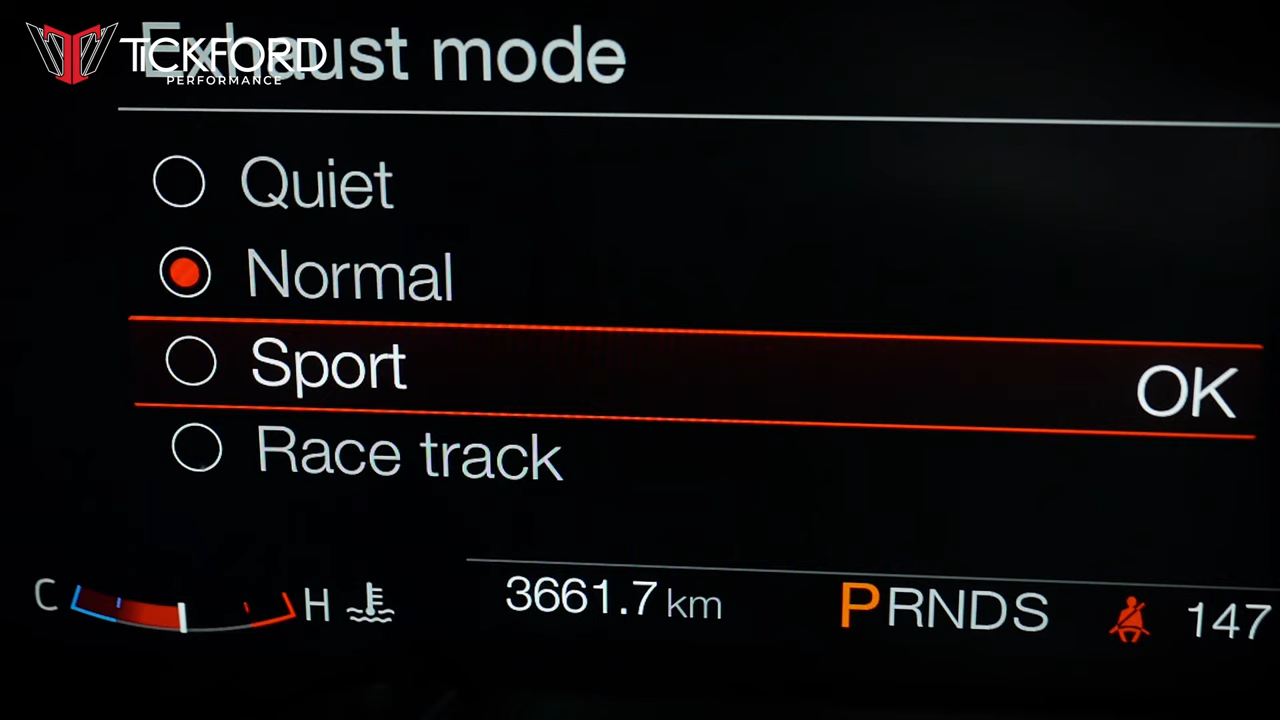 TICKFORD
PERFORMANCE
Exhaust mode
Quiet
Normal
Sport OK
Race track
C H 3661.7 km PRNDS 147